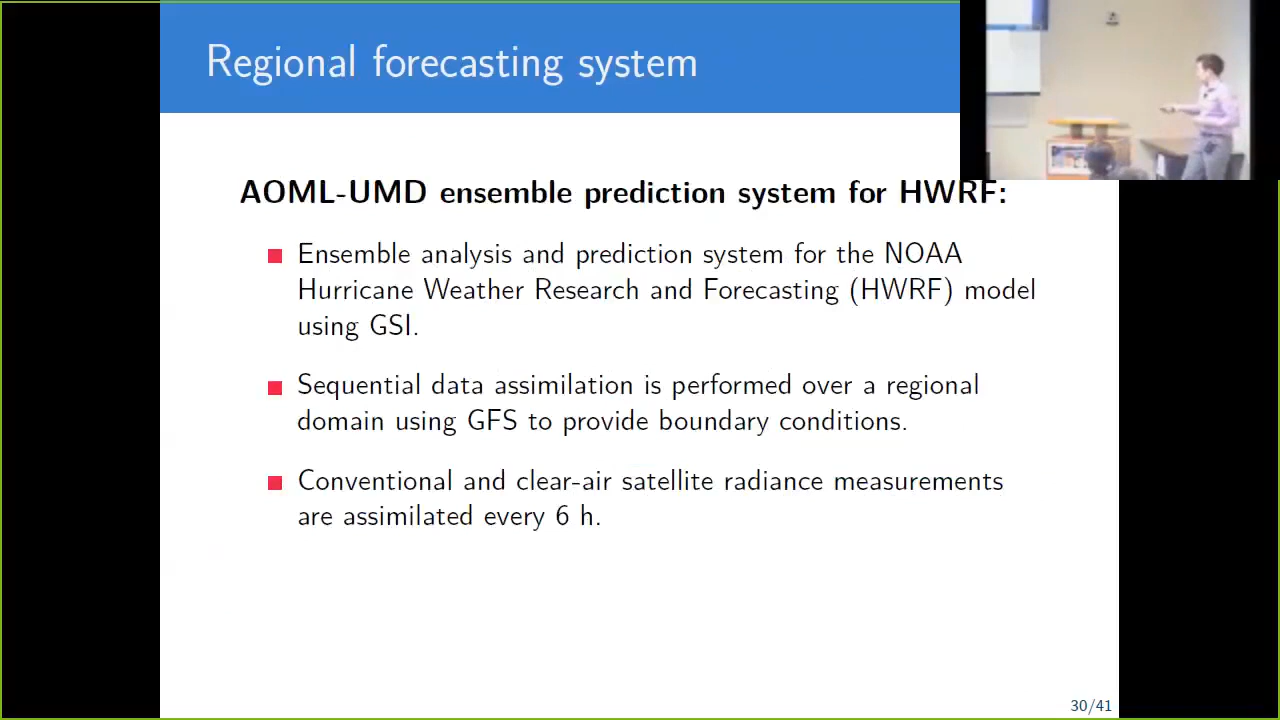 Regional forecasting system
AOML-UMD ensemble prediction system for HWRF:
Ensemble analysis and prediction system for the NOAA
Hurricane Weather Research and Forecasting (HWRF) model
using GSI.
Sequential data assimilation is performed over a regional
domain using GFS to provide boundary conditions.
Conventional and clear-air satellite radiance measurements
are assimilated every 6 h.
30/41